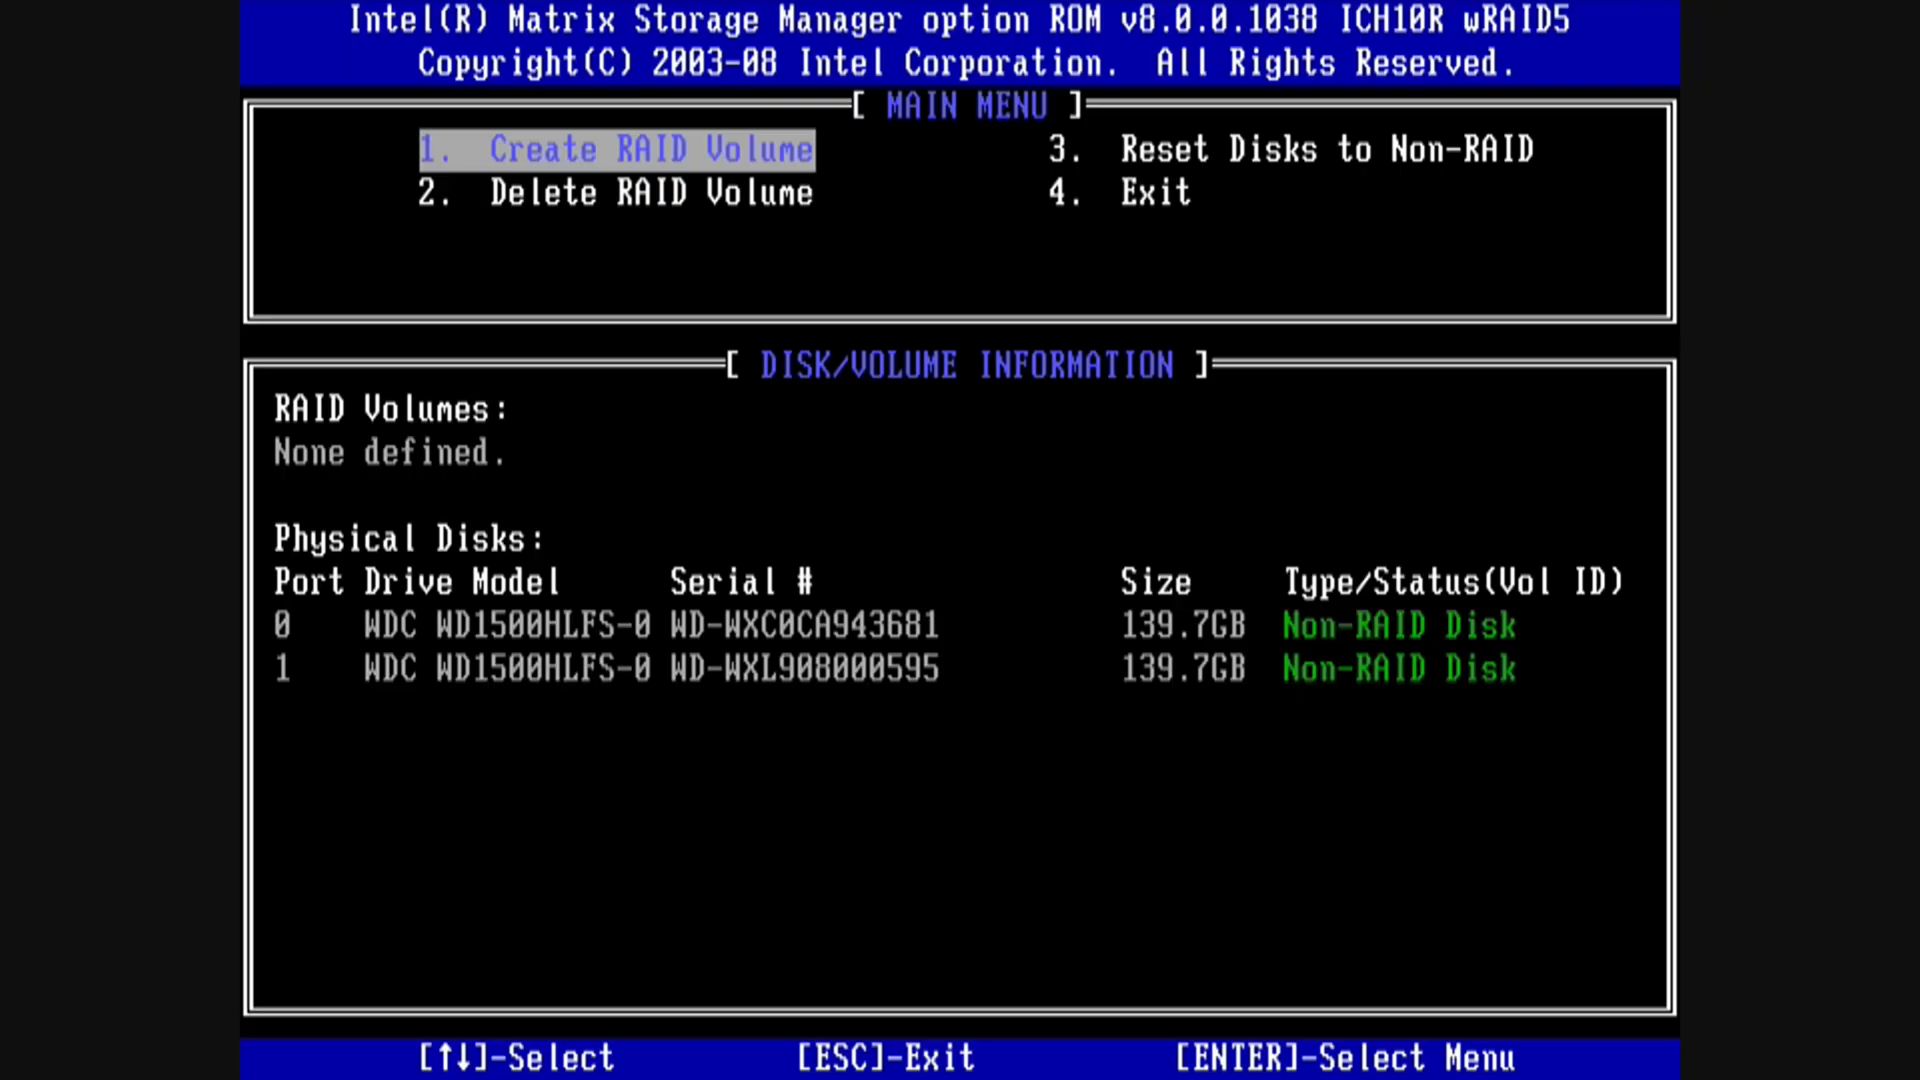 Intel(R) Matrix Storage Manager option ROM v8.0.0.1038 ICH10R wRAID5
Copyright(C) 2003-08 Intel Corporation.  All Rights Reserved.
[ MAIN MENU ]
1.  Create RAID Volume  3.  Reset Disks to Non-RAID
2.  Delete RAID Volume  4.  Exit
[ DISK/VOLUME INFORMATION ]
RAID Volumes:
None defined.
Physical Disks:
Port Drive Model  Serial #  Size  Type/Status(Vol ID)
0  WDC WD1500HLFS-0 WD-WXC0CA943681  139.7GB  Non-RAID Disk
1  WDC WD1500HLFS-0 WD-WXL908000595  139.7GB  Non-RAID Disk
[↑↓]-Select  [ESC]-Exit  [ENTER]-Select Menu